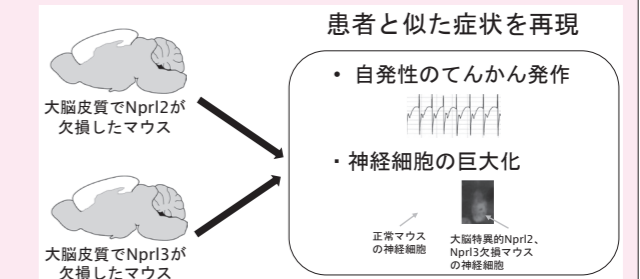 患者と似た症状を再現
大脳皮質でNprl2が
欠損したマウス
大脳皮質でNprl3が
欠損したマウス
• 自発性のてんかん発作
・神経細胞の巨大化
正常マウス
の神経細胞
大脳特異的Nprl2、
Nprl3欠損マウス
の神経細胞